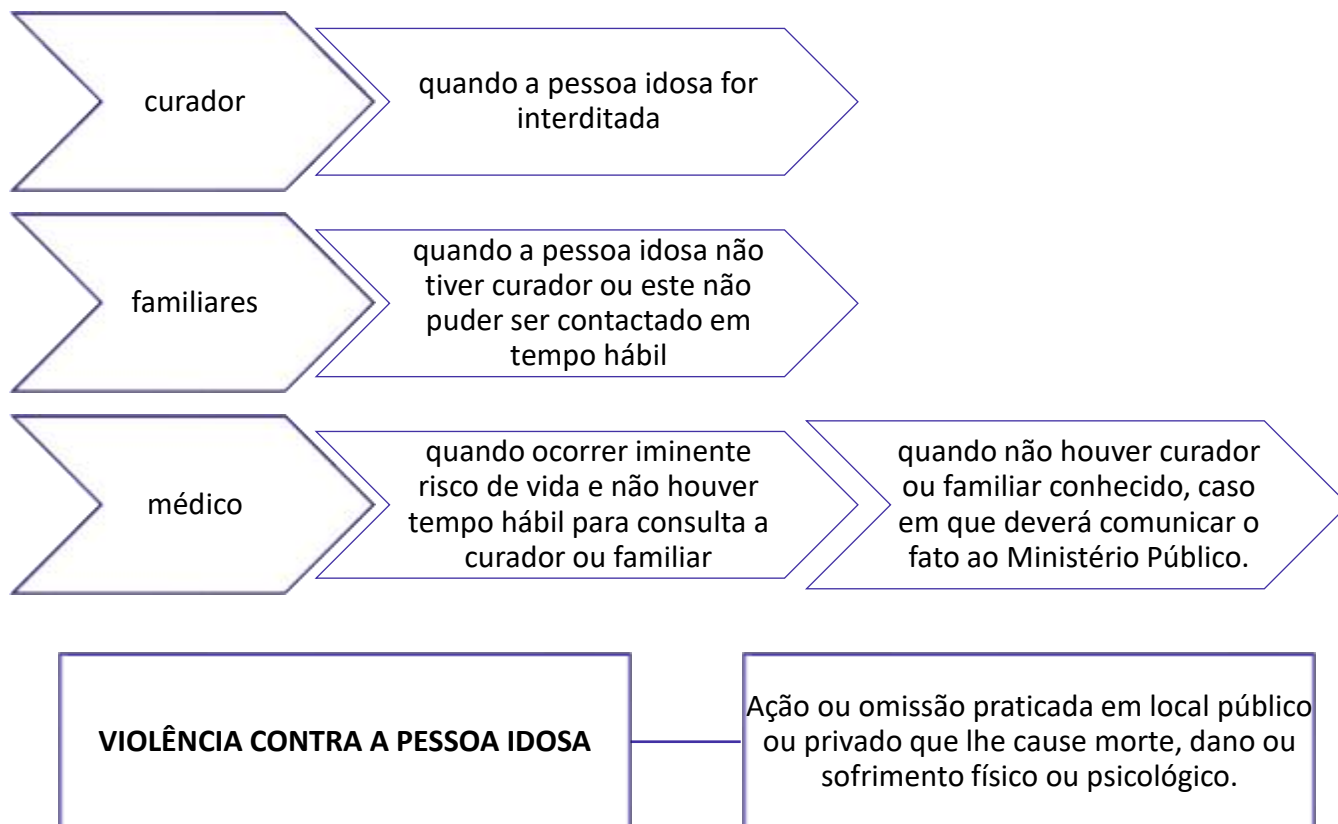 curador
quando a pessoa idosa for
interditada
familiares
quando a pessoa idosa não
tiver curador ou este não
puder ser contactado em
tempo hábil
médico
quando ocorrer iminente
risco de vida e não houver
tempo hábil para consulta a
curador ou familiar
quando não houver curador
ou familiar conhecido, caso
em que deverá comunicar o
fato ao Ministério Público.
VIOLÊNCIA CONTRA A PESSOA IDOSA
Ação ou omissão praticada em local público
ou privado que lhe cause morte, dano ou
sofrimento físico ou psicológico.